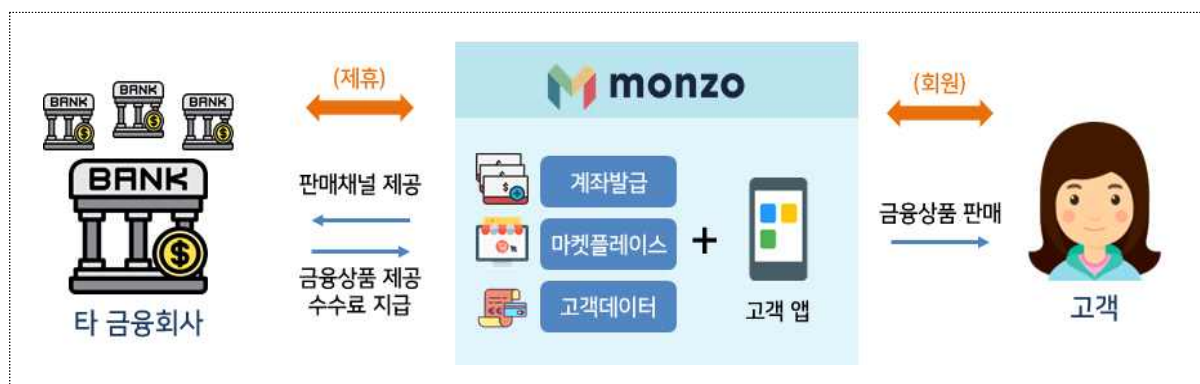 (제휴)
monzo
(회원)
BANK
BANK
BANK
BANK
판매채널 제공
금융상품 제공
수수료 지급
타 금융회사
계좌발급
마켓플레이스
고객데이터
+
고객 앱
금융상품 판매
고객